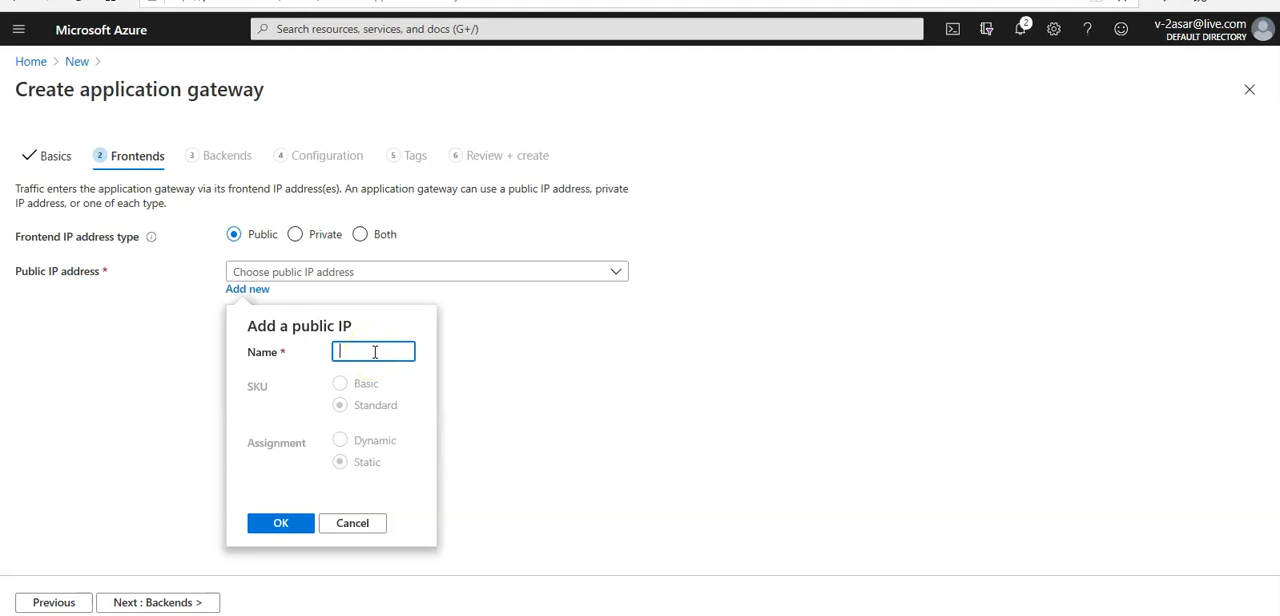 Microsoft Azure
Search resources, services, and docs (G+/)
2
v-2asar@live.com
DEFAULT DIRECTORY
Home > New >
Create application gateway
Basics
2 Frontends
3 Backends
4 Configuration
5 Tags
6 Review + create
Traffic enters the application gateway via its frontend IP address(es). An application gateway can use a public IP address, private
IP address, or one of each type.
Frontend IP address type
Public
Private
Both
Public IP address *
Choose public IP address
Add new
Add a public IP
Name *
SKU
Basic
Standard
Assignment
Dynamic
Static
OK
Cancel
Previous
Next : Backends >